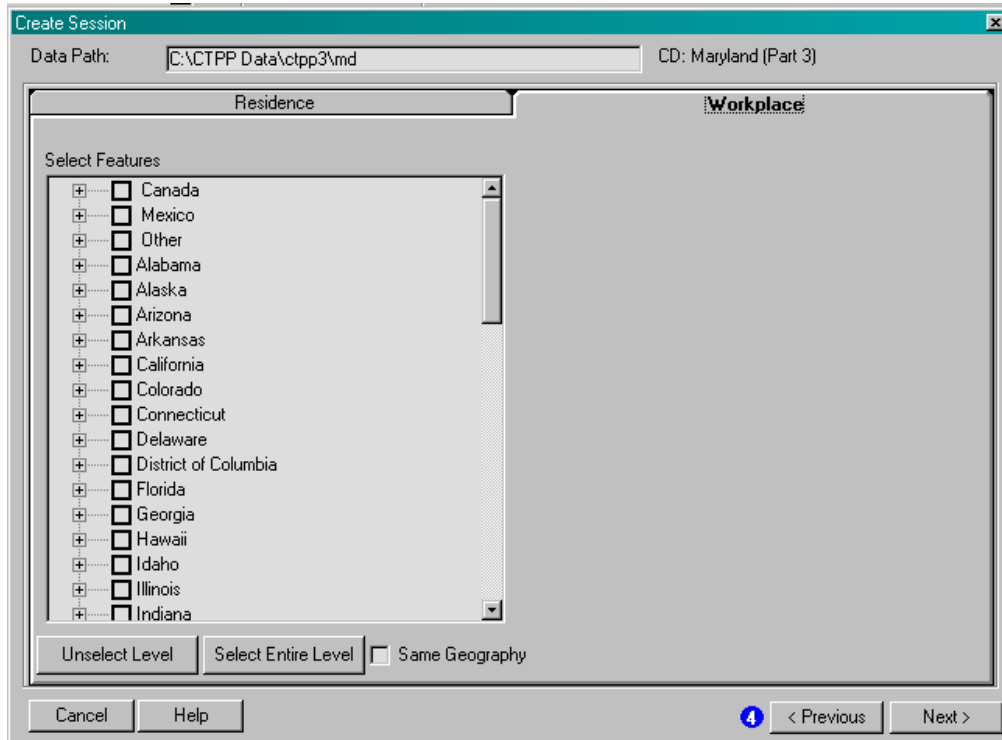 Create Session
Data Path: C:\CTPP Data\ctpp3\md CD: Maryland (Part 3)
Residence Workplace
Select Features
Canada
Mexico
Other
Alabama
Alaska
Arizona
Arkansas
California
Colorado
Connecticut
Delaware
District of Columbia
Florida
Georgia
Hawaii
Idaho
Illinois
Indiana
Unselect Level Select Entire Level Same Geography
Cancel Help 4 < Previous Next >